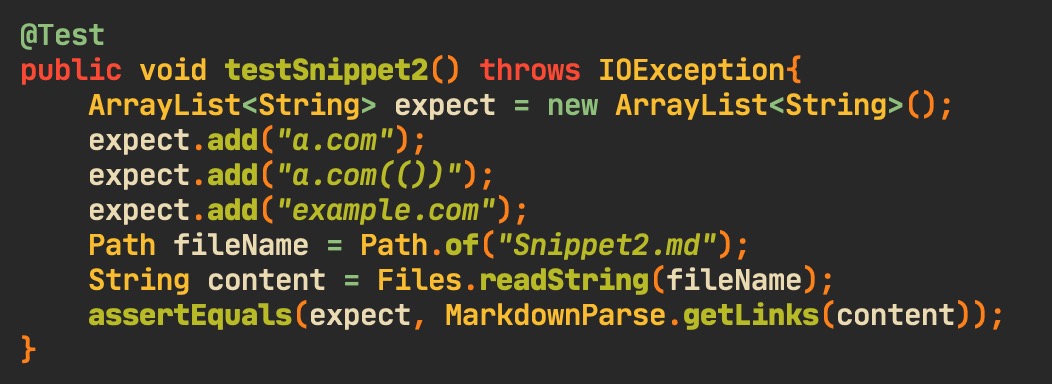 @Test
public void testSnippet2() throws IOException{
    ArrayList<String> expect = new ArrayList<String>();
    expect.add("a.com");
    expect.add("a.com(())");
    expect.add("example.com");
    Path fileName = Path.of("Snippet2.md");
    String content = Files.readString(fileName);
    assertEquals(expect, MarkdownParse.getLinks(content));
}